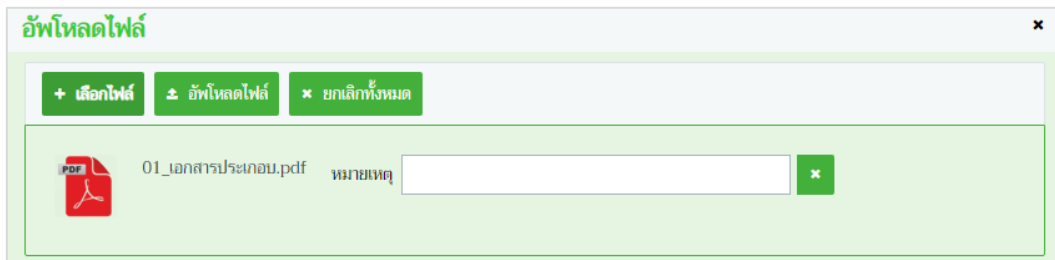 อัพโหลดไฟล์
เลือกไฟล์ อัพโหลดไฟล์ ยกเลิกทั้งหมด
PDF 01_เอกสารประเกอบ.pdf หมายเหตุ